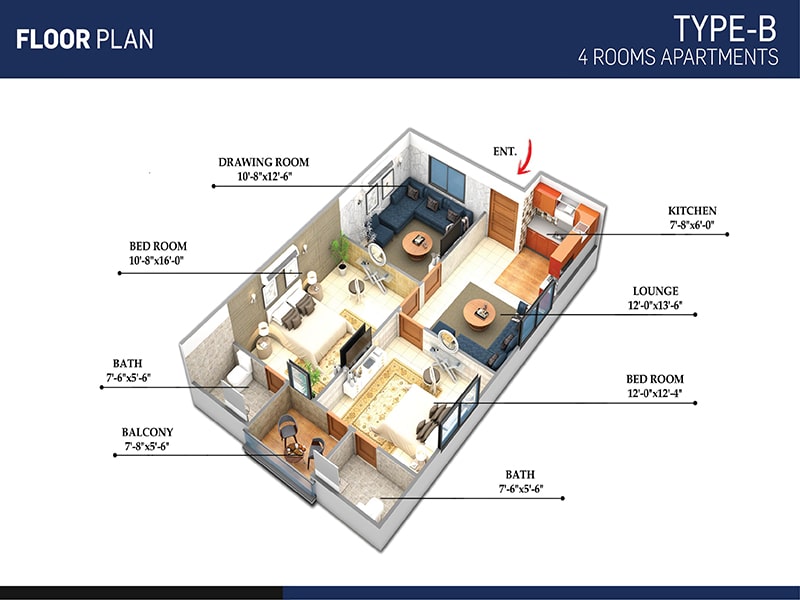 FLOOR PLAN
TYPE-B
4 ROOMS APARTMENTS
ENT.
DRAWING ROOM
10'-8"x12'-6"
KITCHEN
7'-8"x6'-0"
BED ROOM
10'-8"x16'-0"
LOUNGE
12'-0"x13'-6"
BATH
7'-6"x5'-6"
BED ROOM
12'-0"x12'-4"
BALCONY
7'-8"x5'-6"
BATH
7'-6"x5'-6"